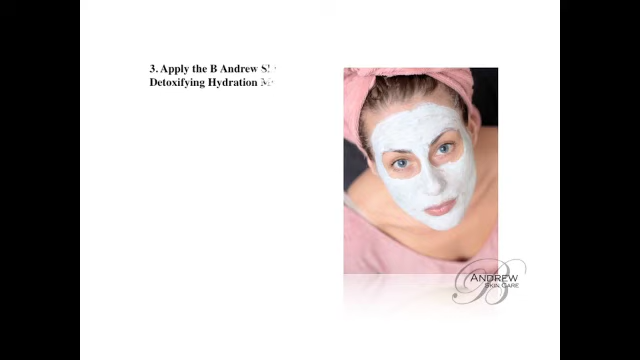 3. Apply the B Andrew
Detoxifying Hydration
B
ANDREW
SKIN CARE